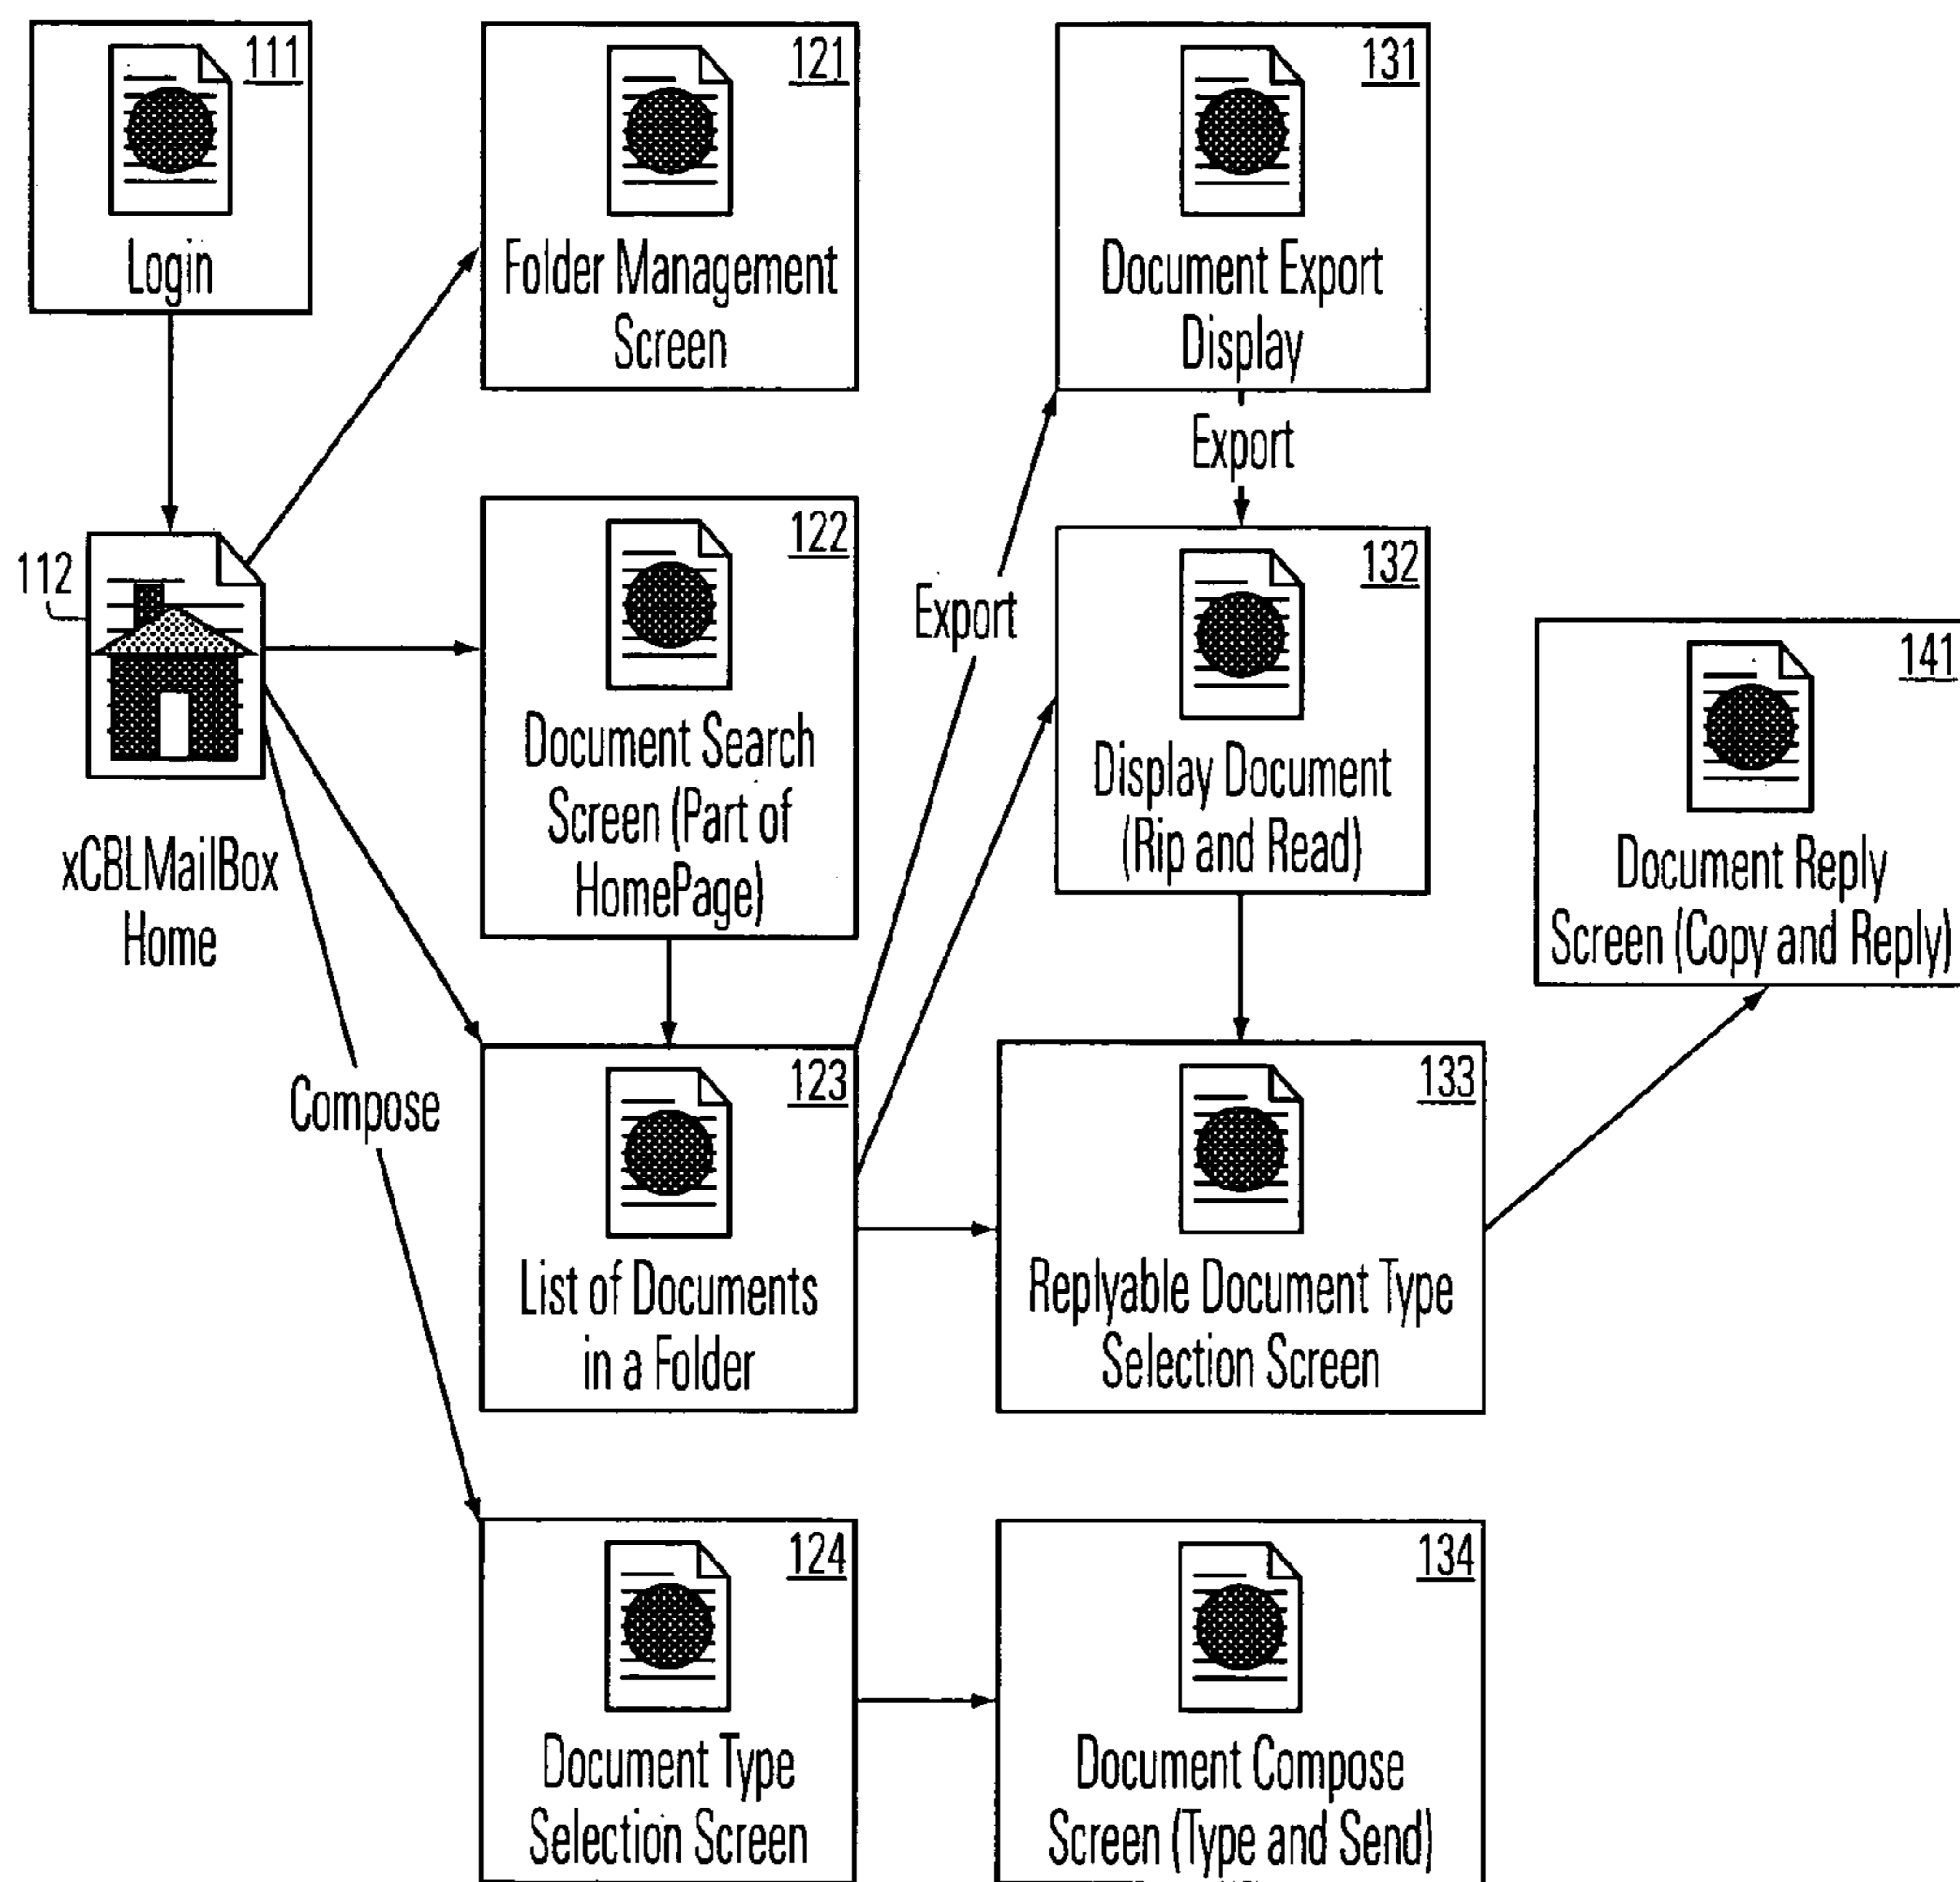 111
Login
121
Folder Management
Screen
131
Document Export
Display
Export
112
xCBLMailBox
Home
122
Document Search
Screen (Part of
HomePage)
Export
132
Display Document
(Rip and Read)
141
Document Reply
Screen (Copy and Reply)
Compose
123
List of Documents
in a Folder
133
Replyable Document Type
Selection Screen
124
Document Type
Selection Screen
134
Document Compose
Screen (Type and Send)